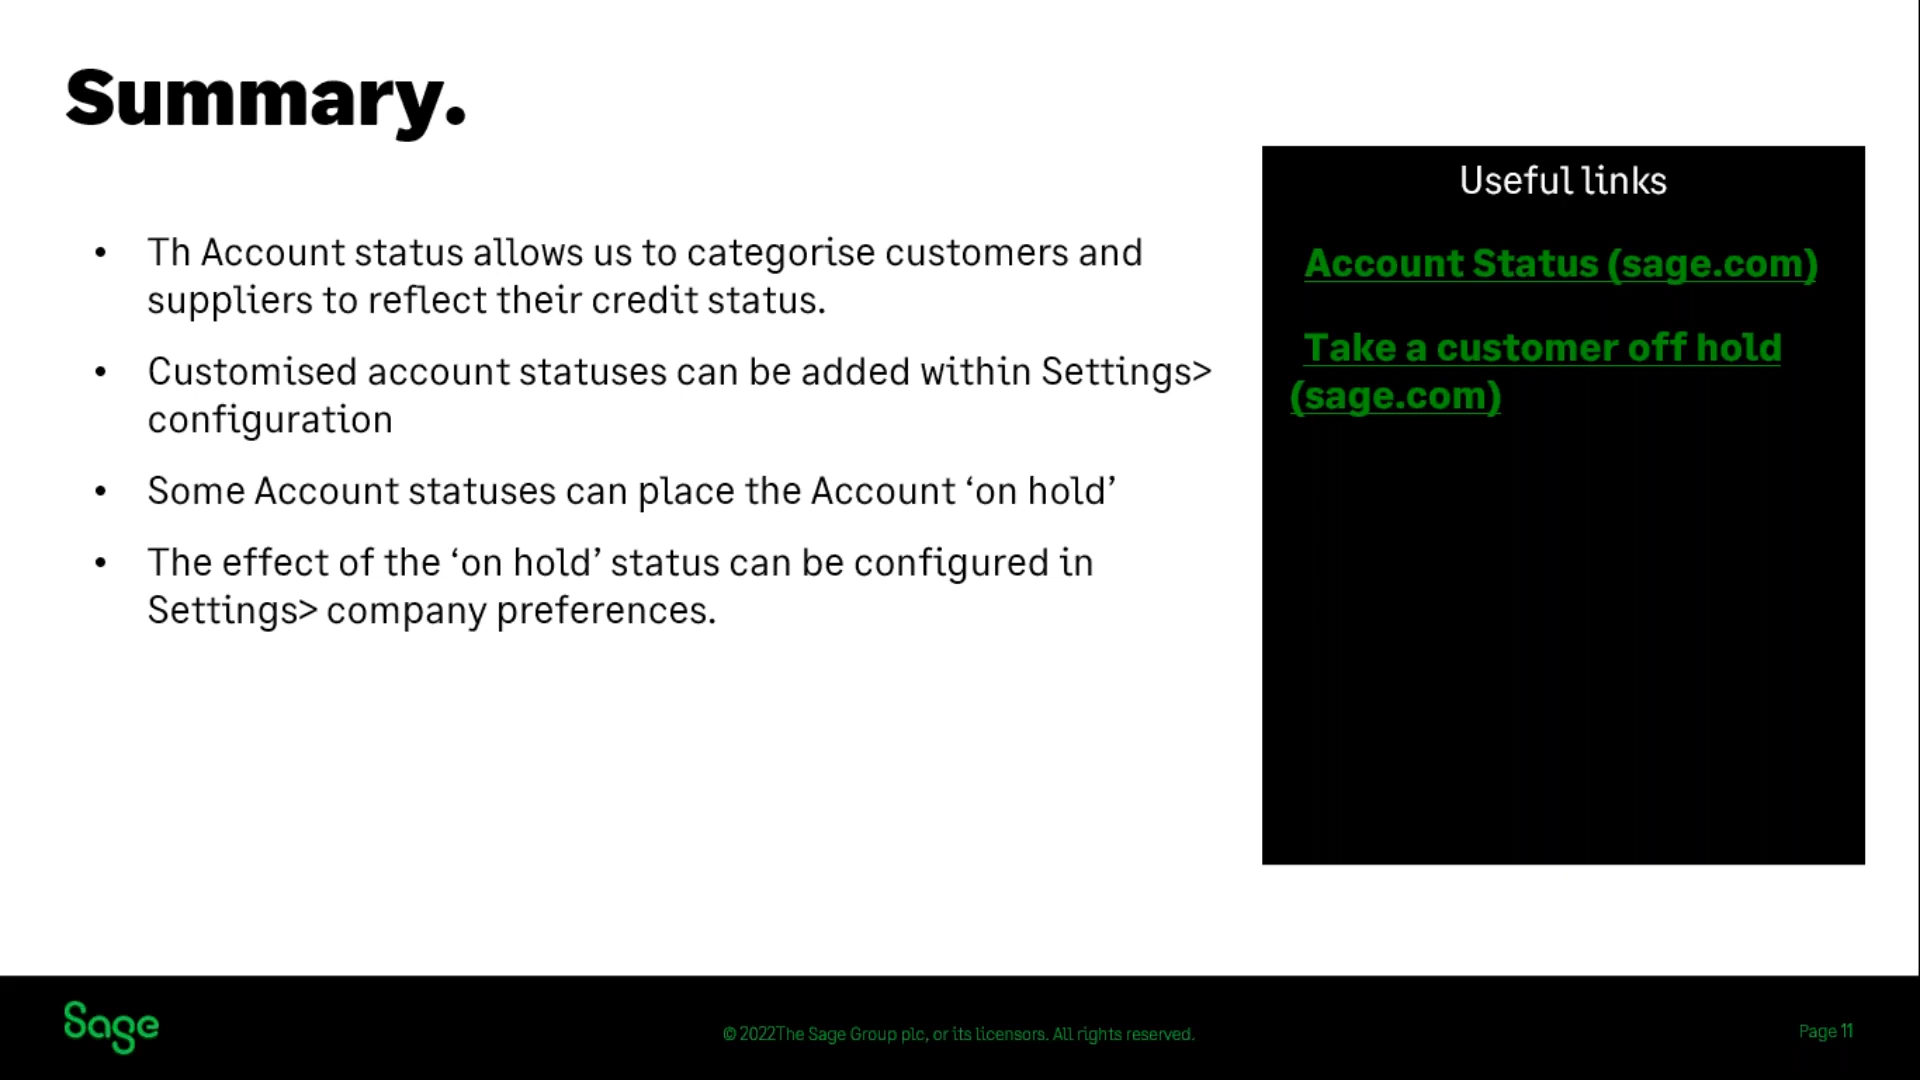 Summary.
• Th Account status allows us to categorise customers and
suppliers to reflect their credit status.
• Customised account statuses can be added within Settings>
configuration
• Some Account statuses can place the Account ‘on hold’
• The effect of the ‘on hold’ status can be configured in
Settings> company preferences.
Useful links
Account Status (sage.com)
Take a customer off hold
(sage.com)
Sage
© 2022The Sage Group plc, or its licensors. All rights reserved.
Page 11